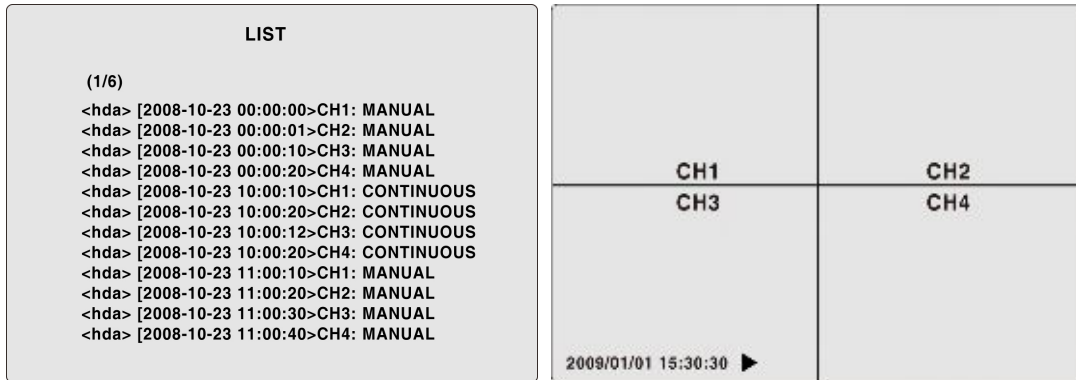 LIST
(1/6)
<hda> [2008-10-23 00:00:00>CH1: MANUAL
<hda> [2008-10-23 00:00:01>CH2: MANUAL
<hda> [2008-10-23 00:00:10>CH3: MANUAL
<hda> [2008-10-23 00:00:20>CH4: MANUAL
<hda> [2008-10-23 10:00:10>CH1: CONTINUOUS
<hda> [2008-10-23 10:00:20>CH2: CONTINUOUS
<hda> [2008-10-23 10:00:12>CH3: CONTINUOUS
<hda> [2008-10-23 10:00:20>CH4: CONTINUOUS
<hda> [2008-10-23 11:00:10>CH1: MANUAL
<hda> [2008-10-23 11:00:20>CH2: MANUAL
<hda> [2008-10-23 11:00:30>CH3: MANUAL
<hda> [2008-10-23 11:00:40>CH4: MANUAL
CH1
CH2
CH3
CH4
2009/01/01 15:30:30